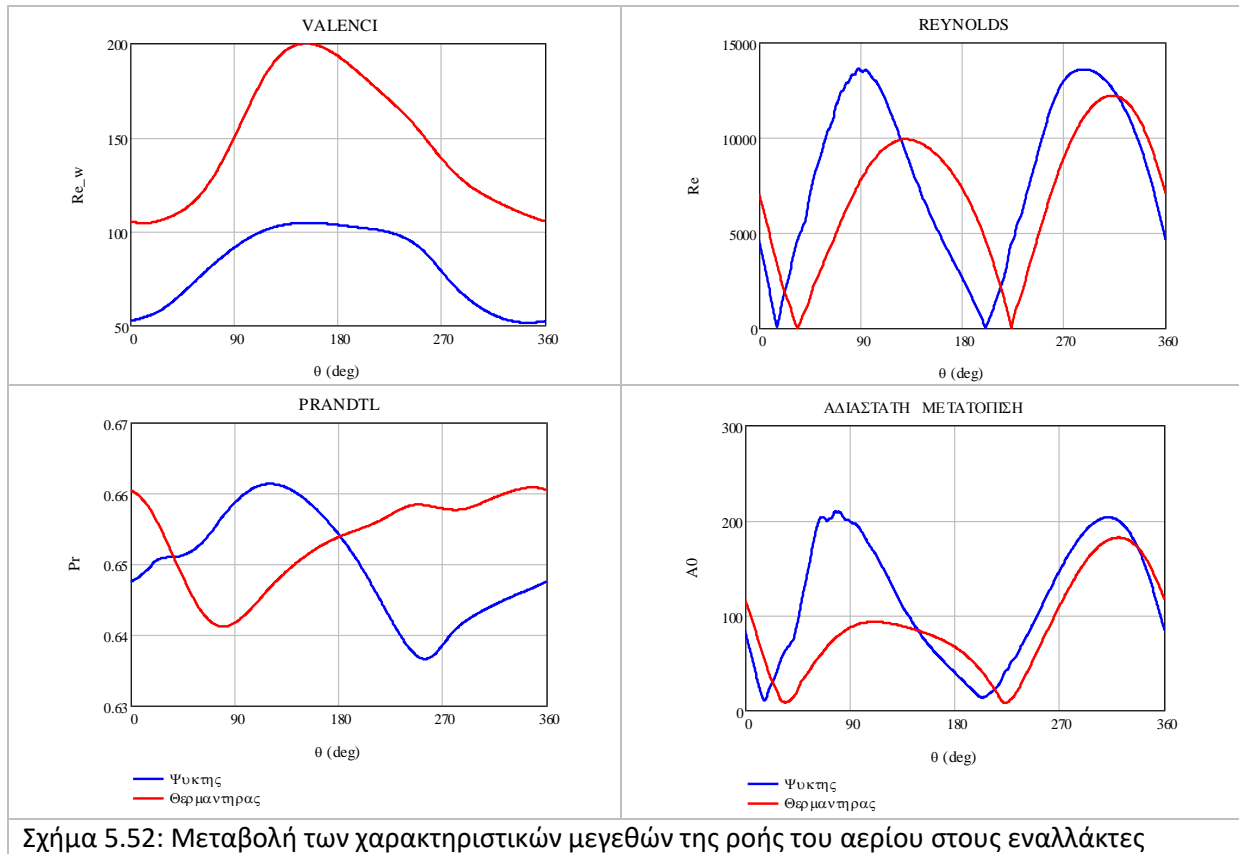 VALENCI
200
150
100
50
Re_w
0 90 180 270 360
θ (deg)
REYNOLDS
15000
10000
5000
0
Re
0 90 180 270 360
θ (deg)
PRANDTL
0.67
0.66
0.65
0.64
0.63
Pr
0 90 180 270 360
θ (deg)
Ψυκτης
Θερμαντηρας
ΑΔΙΑΣΤΑΤΗ ΜΕΤΑΤΟΠΙΣΗ
300
200
100
0
A0
0 90 180 270 360
θ (deg)
Ψυκτης
Θερμαντηρας
Σχήμα 5.52: Μεταβολή των χαρακτηριστικών μεγεθών της ροής του αερίου στους εναλλάκτες